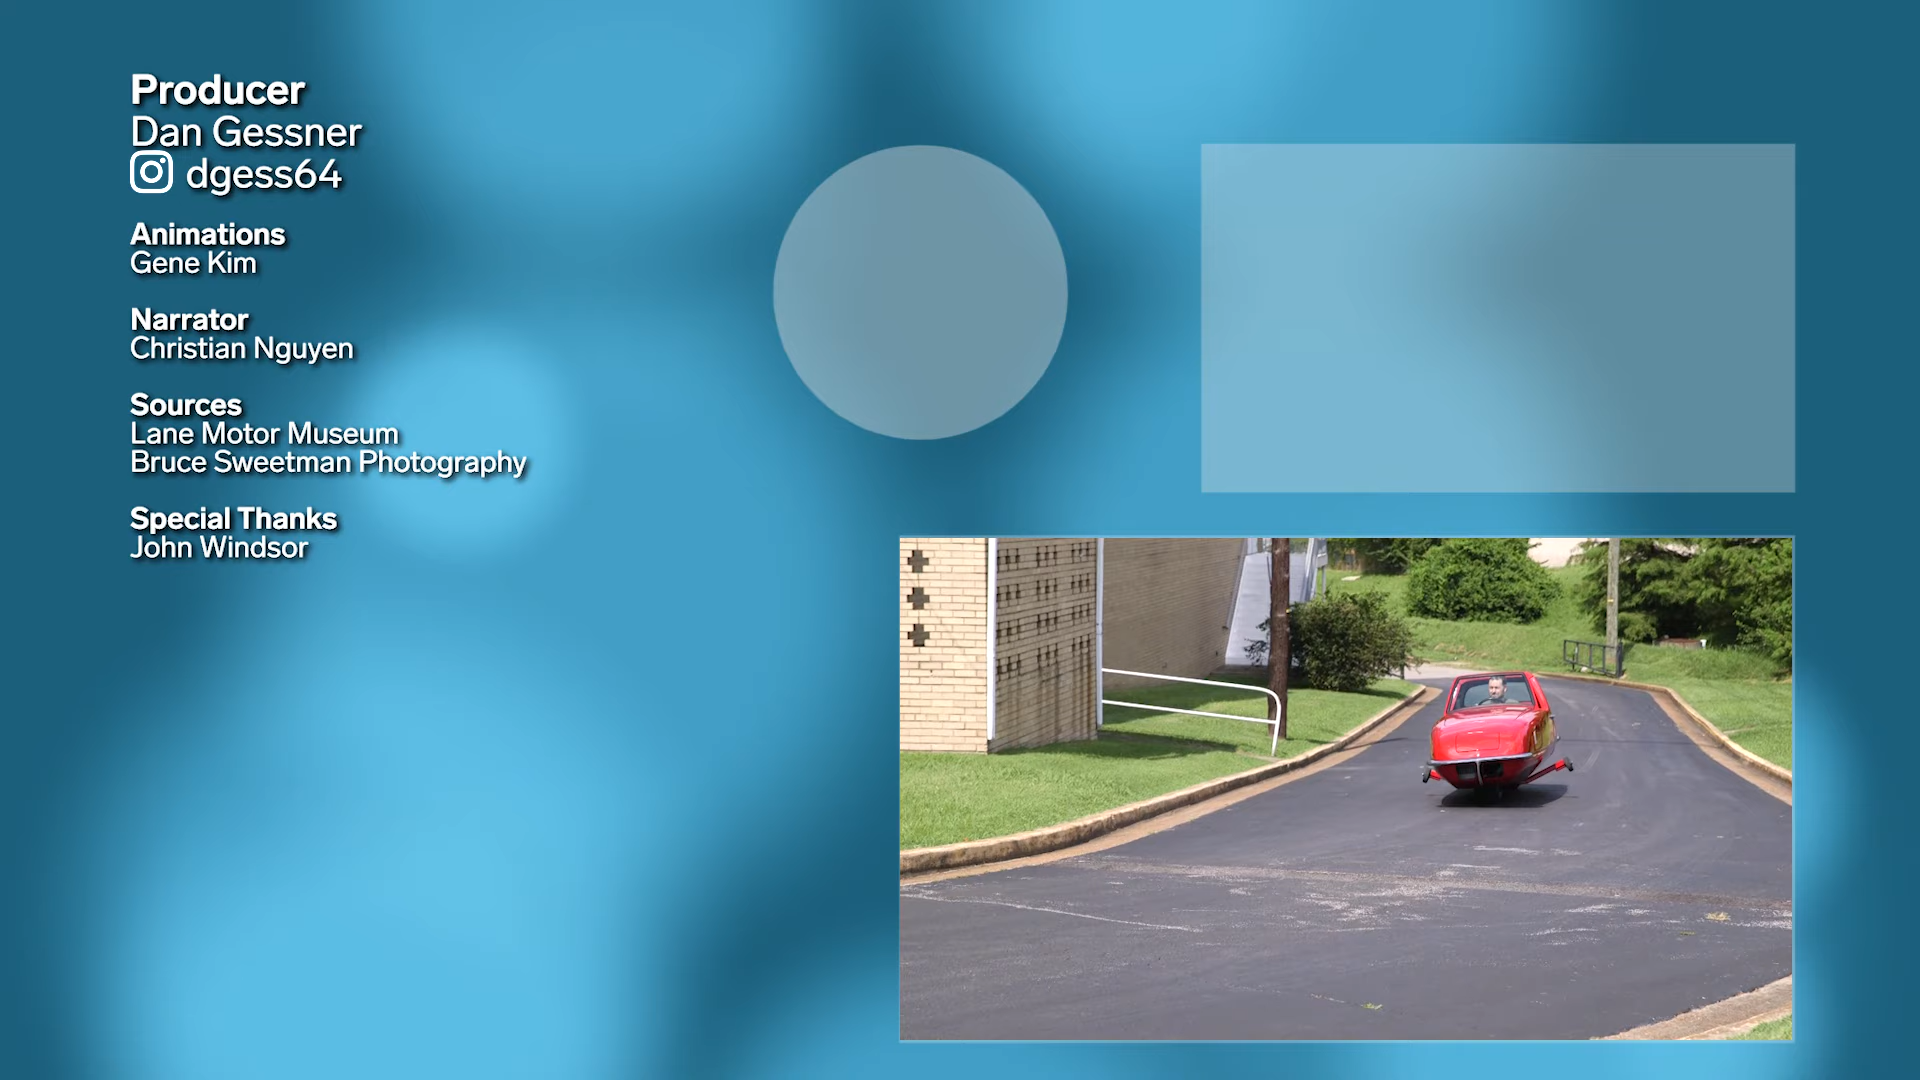 Producer
Dan Gessner
dgess64
Animations
Gene Kim
Narrator
Christian Nguyen
Sources
Lane Motor Museum
Bruce Sweetman Photography
Special Thanks
John Windsor